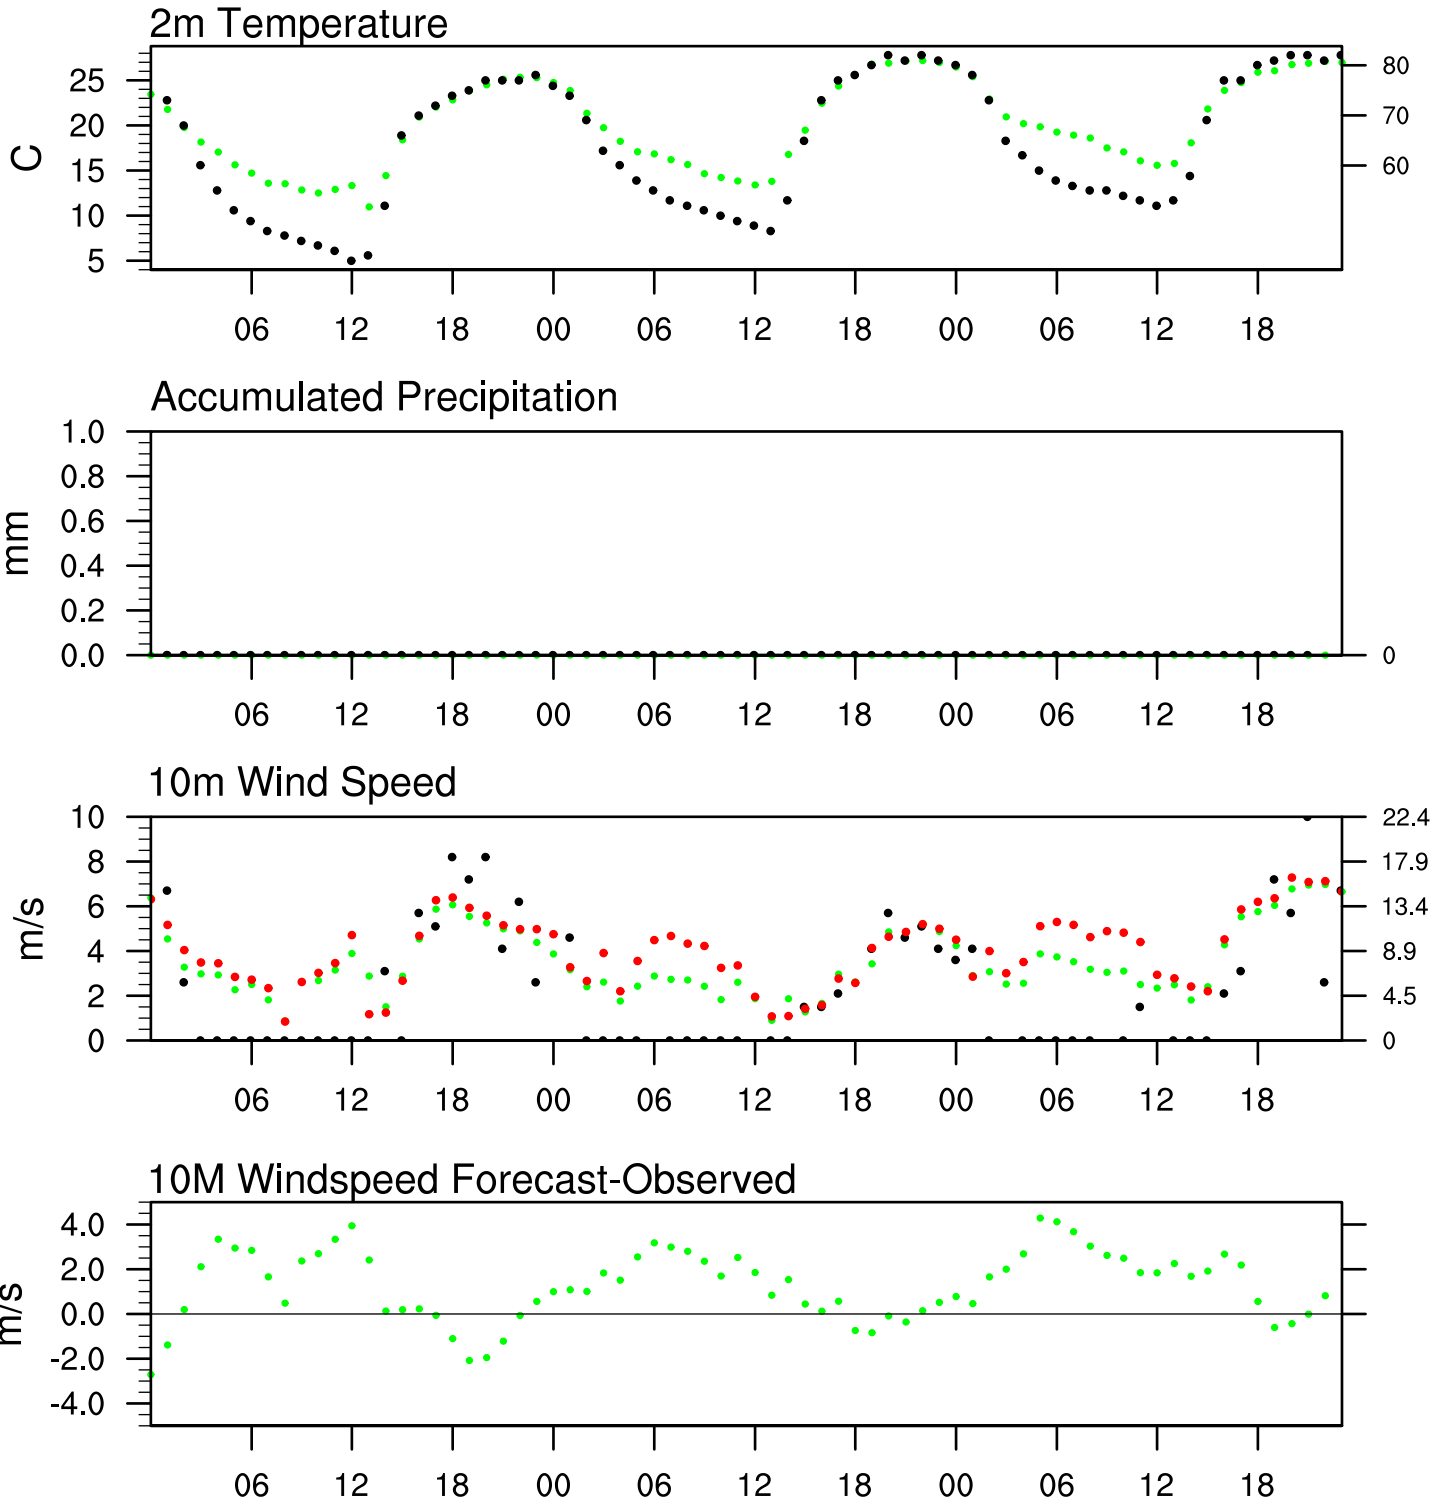 2m Temperature
25
20
15
10
5
C
80
70
60
06 12 18 00 06 12 18 00 06 12 18
Accumulated Precipitation
1.0
0.8
0.6
0.4
0.2
0.0
mm
0
06 12 18 00 06 12 18 00 06 12 18
10m Wind Speed
10
8
6
4
2
0
m/s
22.4
17.9
13.4
8.9
4.5
0
06 12 18 00 06 12 18 00 06 12 18
10M Windspeed Forecast-Observed
4.0
2.0
0.0
-2.0
-4.0
m/s
06 12 18 00 06 12 18 00 06 12 18